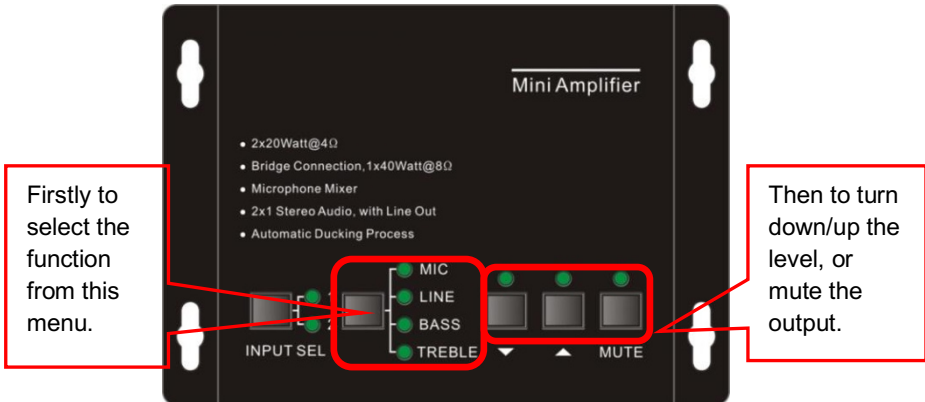 Mini Amplifier
• 2x20Watt@4Ω
• Bridge Connection,1x40Watt@8Ω
• Microphone Mixer
• 2x1 Stereo Audio, with Line Out
• Automatic Ducking Process
Firstly to
select the
function
from this
menu.
Then to turn
down/up the
level, or
mute the
output.
MIC
LINE
BASS
TREBLE
INPUT SEL
MUTE